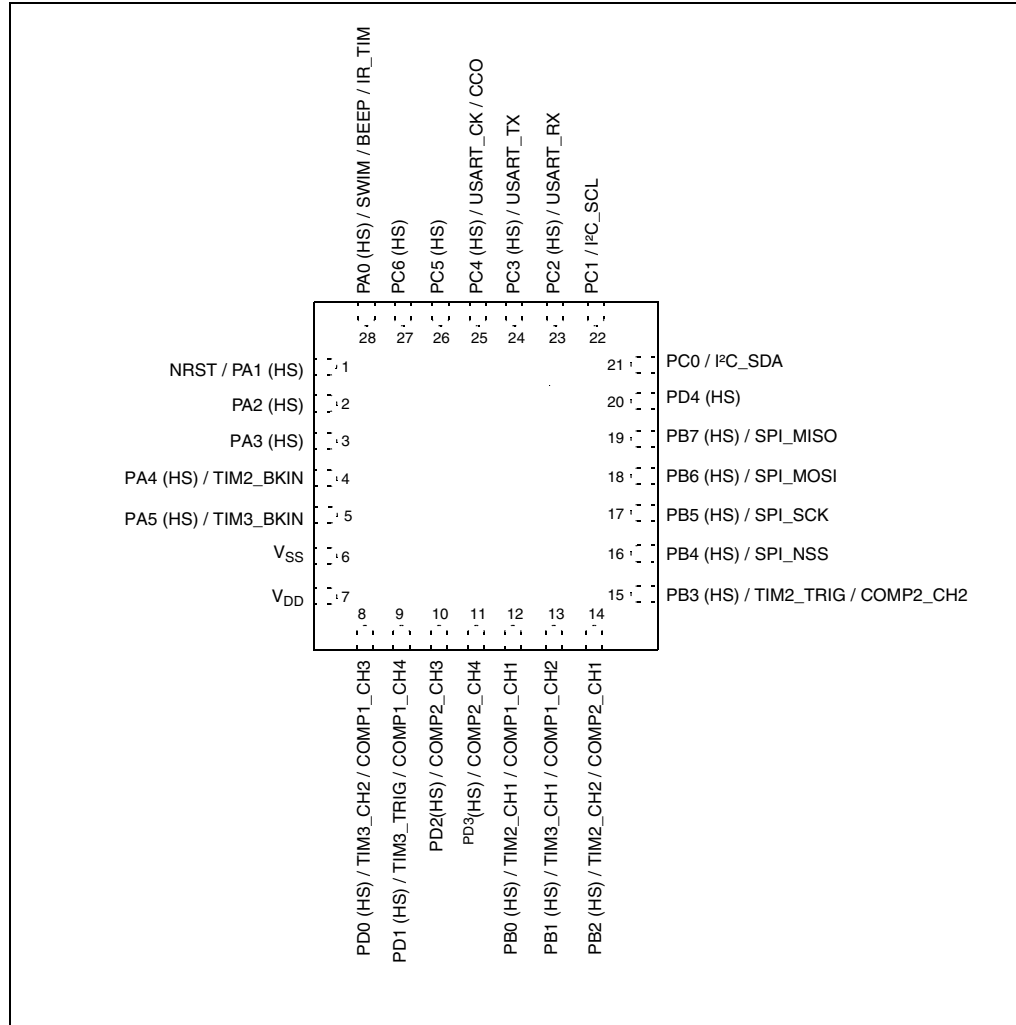 PA0 (HS) / SWIM / BEEP / IR_TIM
PC6 (HS)
PC5 (HS)
PC4 (HS) / USART_CK / CCO
PC3 (HS) / USART_TX
PC2 (HS) / USART_RX
PC1 / I²C_SCL
28 27 26 25 24 23 22
NRST / PA1 (HS) 1
PA2 (HS) 2
PA3 (HS) 3
PA4 (HS) / TIM2_BKIN 4
PA5 (HS) / TIM3_BKIN 5
VSS 6
VDD 7
21 PC0 / I²C_SDA
20 PD4 (HS)
19 PB7 (HS) / SPI_MISO
18 PB6 (HS) / SPI_MOSI
17 PB5 (HS) / SPI_SCK
16 PB4 (HS) / SPI_NSS
15 PB3 (HS) / TIM2_TRIG / COMP2_CH2
8 9 10 11 12 13 14
PD0 (HS) / TIM3_CH2 / COMP1_CH3
PD1 (HS) / TIM3_TRIG / COMP1_CH4
PD2(HS) / COMP2_CH3
PD3(HS) / COMP2_CH4
PB0 (HS) / TIM2_CH1 / COMP1_CH1
PB1 (HS) / TIM3_CH1 / COMP1_CH2
PB2 (HS) / TIM2_CH2 / COMP2_CH1